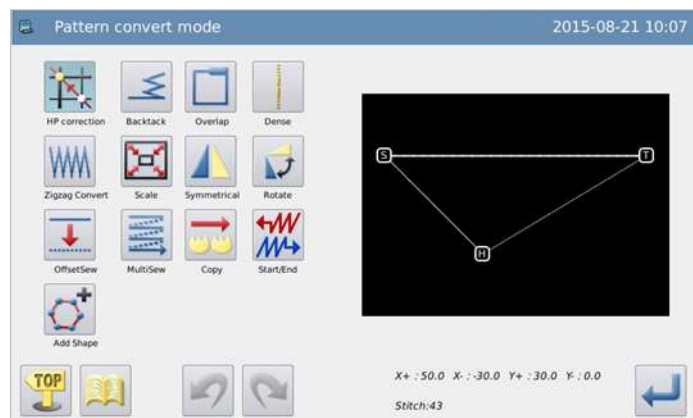 Pattern convert mode 2015-08-21 10:07
HP correction Backtack Overlap Dense
Zigzag Convert Scale Symmetrical Rotate
OffsetSew MultiSew Copy Start/End
Add Shape
S T
H
TOP
X+ : 50.0 X- : -30.0 Y+ : 30.0 Y- : 0.0
Stitch:43